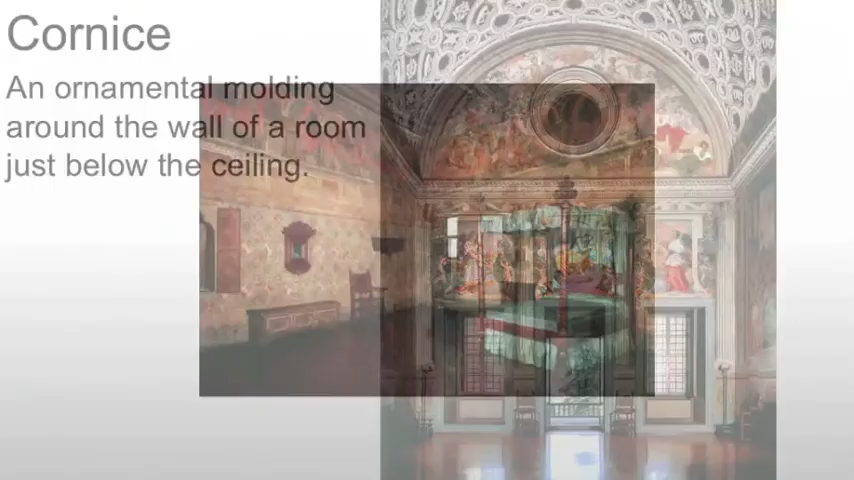 Cornice
An ornamental molding
around the wall of a room
just below the ceiling.